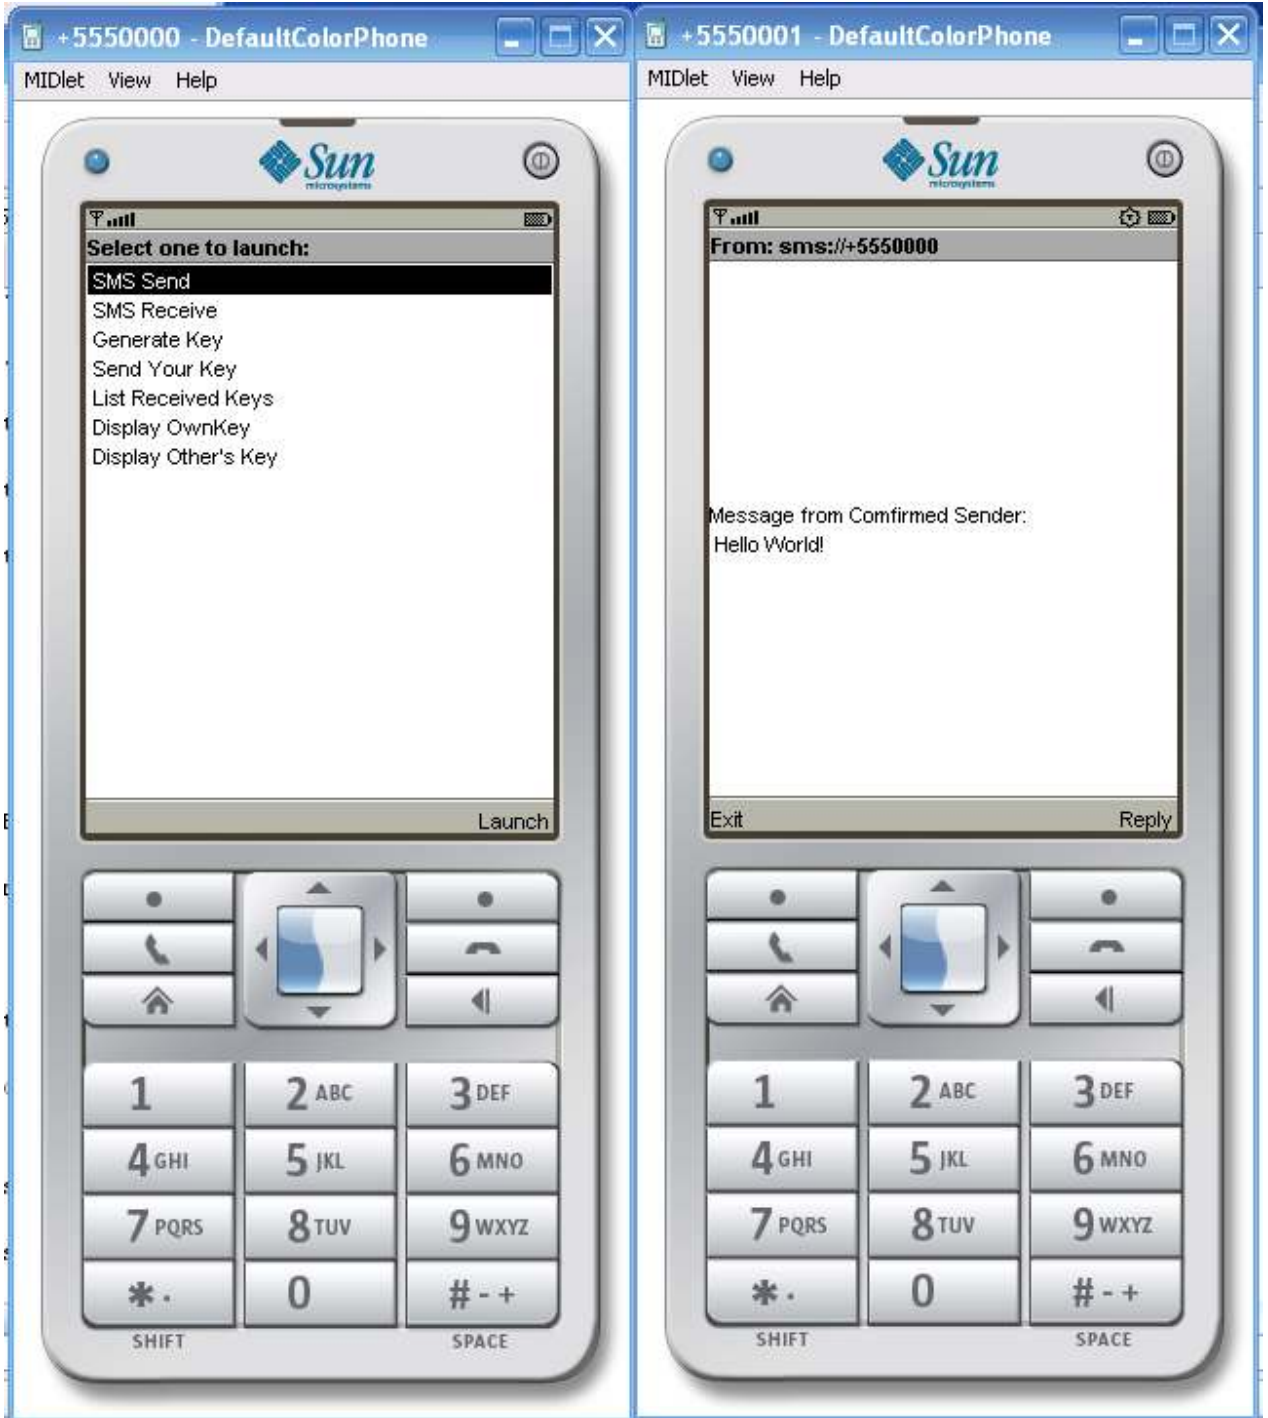 +5550000 - DefaultColorPhone
MIDlet View Help
Sun
microsystems
Select one to launch:
SMS Send
SMS Receive
Generate Key
Send Your Key
List Received Keys
Display OwnKey
Display Other's Key
Launch
1 2 ABC 3 DEF
4 GHI 5 JKL 6 MNO
7 PQRS 8 TUV 9 WXYZ
* . 0 # - +
SHIFT SPACE
+5550001 - DefaultColorPhone
MIDlet View Help
Sun
microsystems
From: sms://+5550000
Message from Comfirmed Sender:
Hello World!
Exit Reply
1 2 ABC 3 DEF
4 GHI 5 JKL 6 MNO
7 PQRS 8 TUV 9 WXYZ
* . 0 # - +
SHIFT SPACE